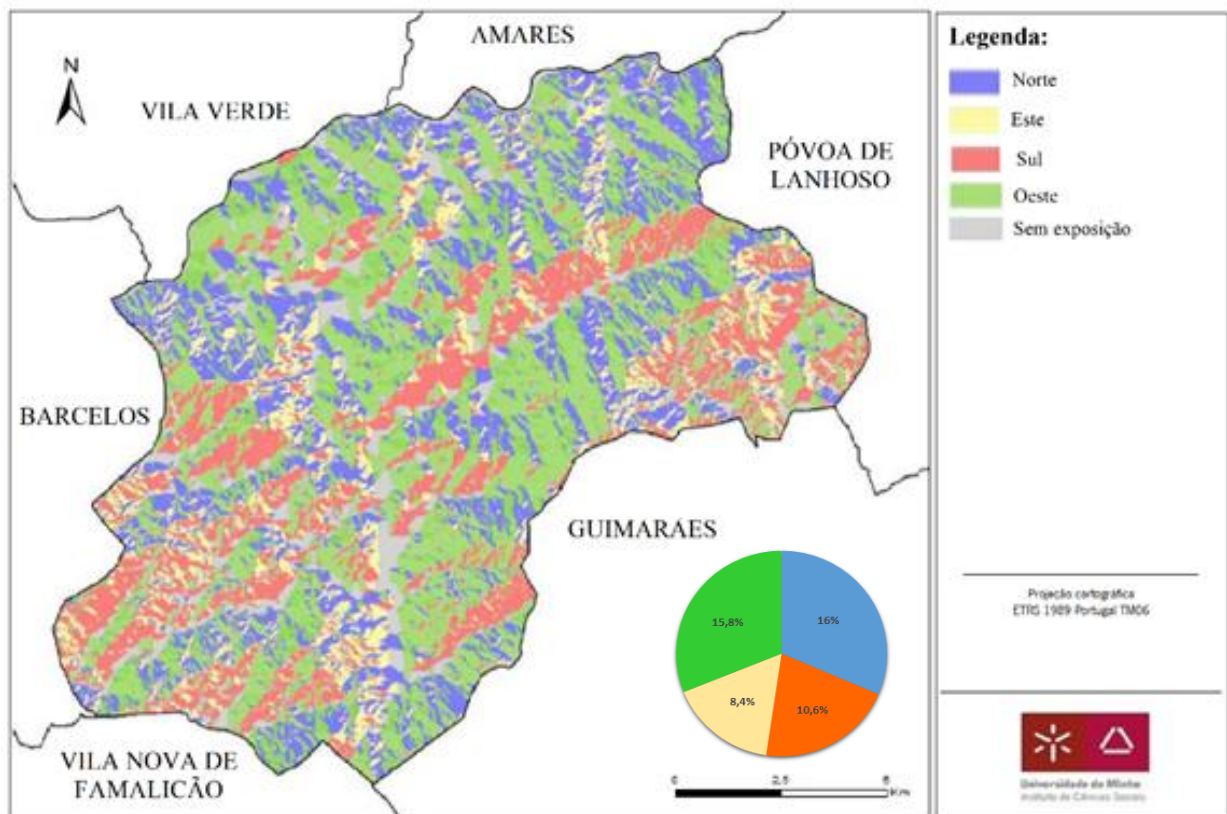 AMARES
N
VILA VERDE
PÓVOA DE
LANHOSO
BARCELOS
GUIMARAES
15,8%
16%
8,4%
10,6%
VILA NOVA DE
FAMALICÃO
0
2,5
Km
Legenda:
Norte
Este
Sul
Oeste
Sem exposição
Projeção cartográfica
ETRS 1989 Portugal TM06
Universidade do Minho
Instituto de Ciências Sociais